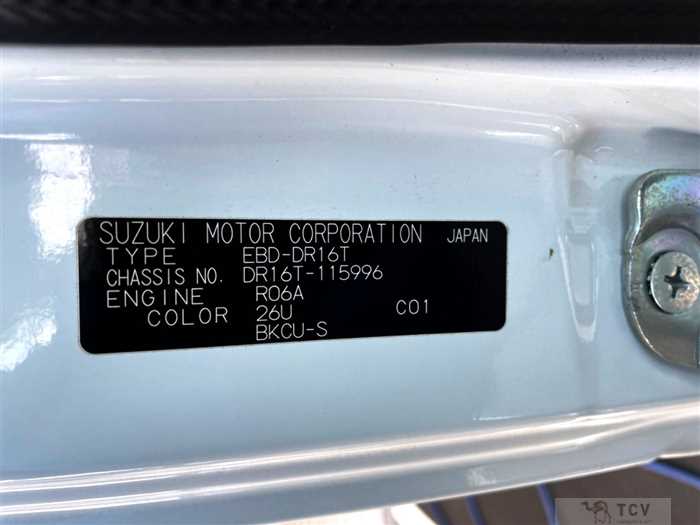 SUZUKI MOTOR CORPORATION JAPAN
TYPE EBD-DR16T
CHASSIS NO. DR16T-115996
ENGINE R06A
COLOR 26U C01
BKCU-S
TCV